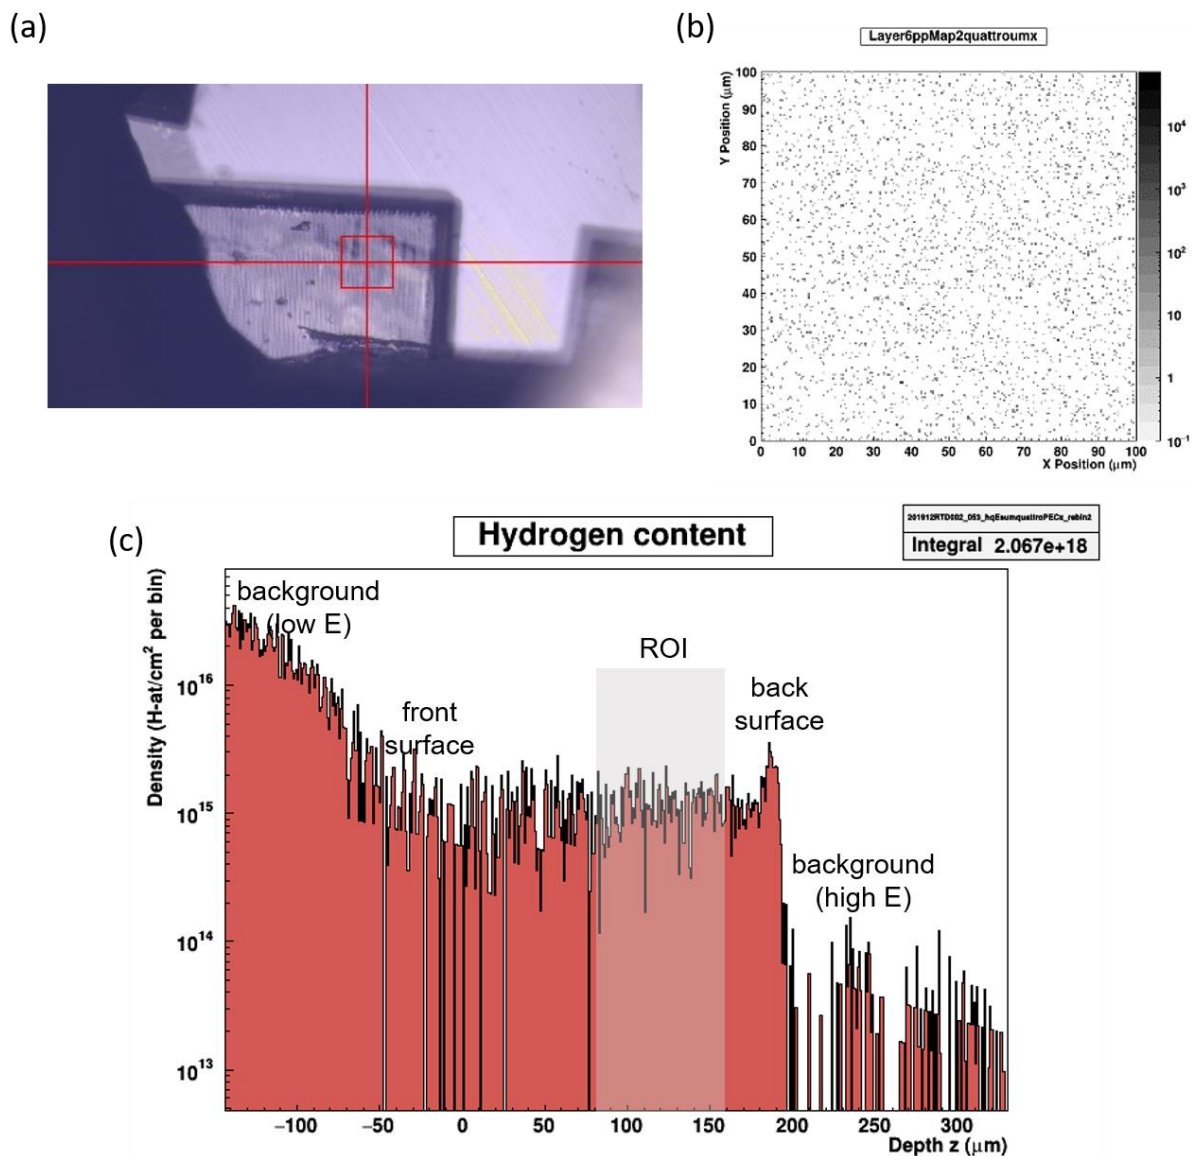 (a)
(b)
Layer6ppMap2quattroumx
Y Position (μm)
100
90
80
70
60
50
40
30
20
10
0
0 10 20 30 40 50 60 70 80 90 100
X Position (μm)
10⁴
10³
10²
10
1
10⁻¹
(c)
Hydrogen content
201912RTD002_053_hqEsumquattroPECx_rebin2
Integral 2.067e+18
Density (H-at/cm² per bin)
10¹⁶
10¹⁵
10¹⁴
10¹³
background
(low E)
front
surface
ROI
back
surface
background
(high E)
−100 −50 0 50 100 150 200 250 300
Depth z (μm)